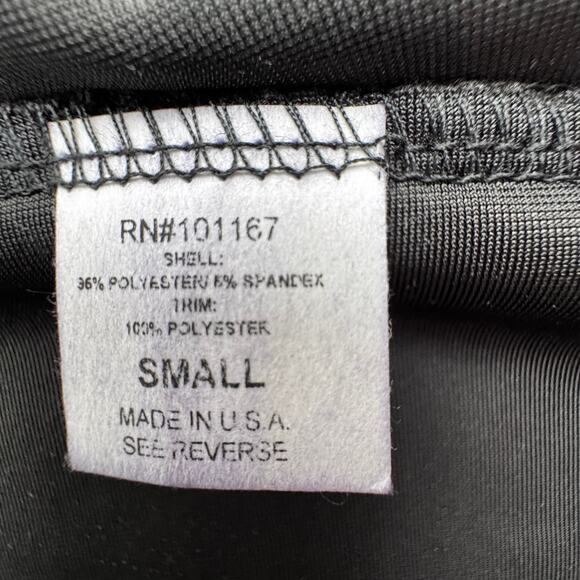 RN#101167
SHELL:
95% POLYESTER/ 5% SPANDEX
TRIM:
100% POLYESTER
SMALL
MADE IN U.S.A.
SEE REVERSE